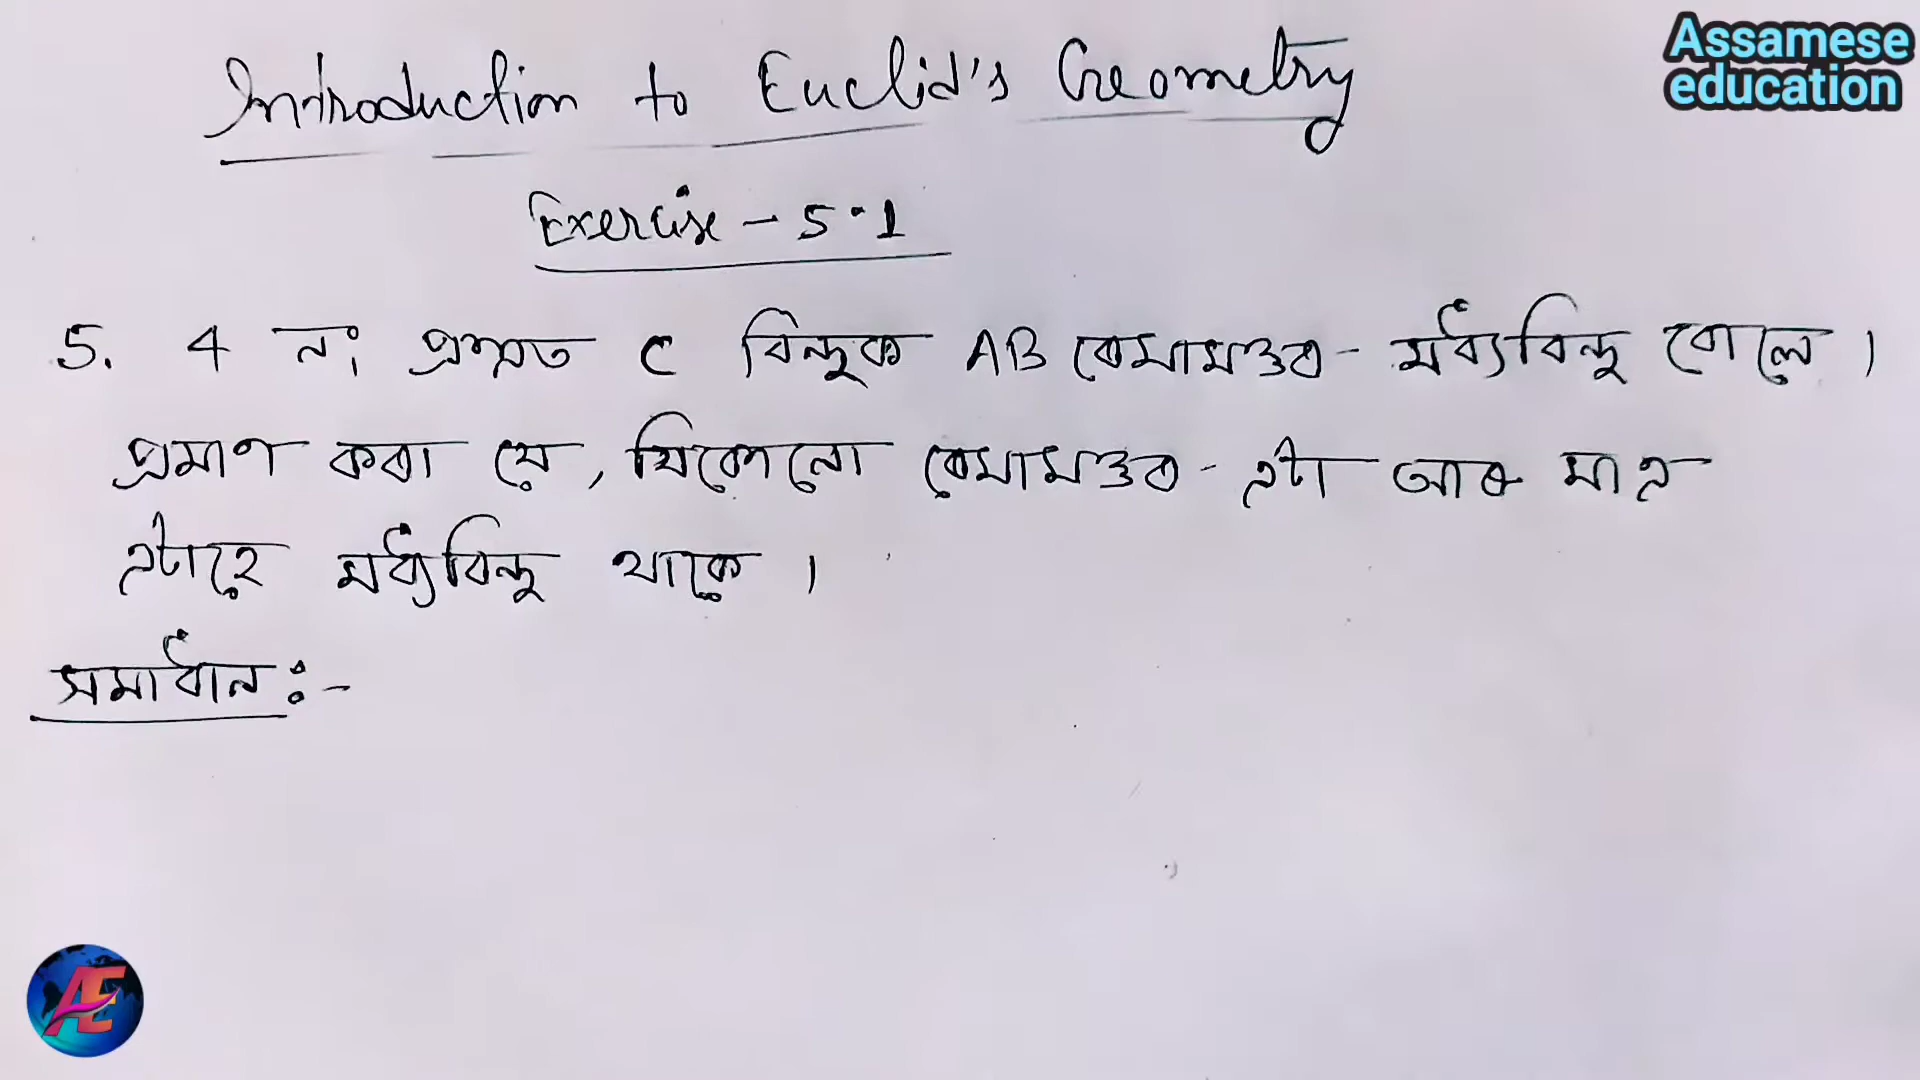 Introduction to Euclid's Geometry
Assamese
education
Exercise - 5.1
5. 4 নং প্ৰশ্নত C বিন্দুক AB ৰেখাখণ্ডৰ মধ্যবিন্দু বোলে।
প্ৰমাণ কৰা যে, যিকোনো ৰেখাখণ্ডৰ এটা আৰু মাত্ৰ
এটাহে মধ্যবিন্দু থাকে।
সমাধান :-
AE